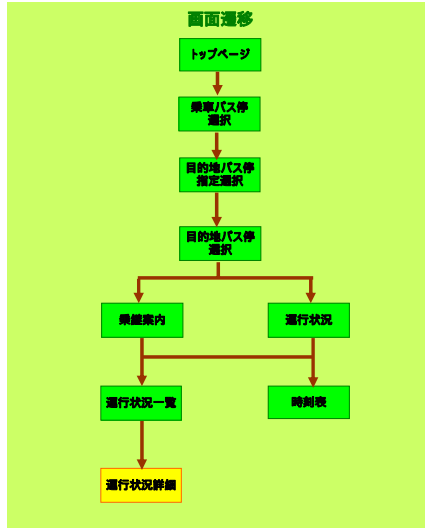 画面遷移
トップページ
乗車バス停
選択
目的地バス停
指定選択
目的地バス停
選択
乗継案内
運行状況
運行状況一覧
時刻表
運行状況詳細